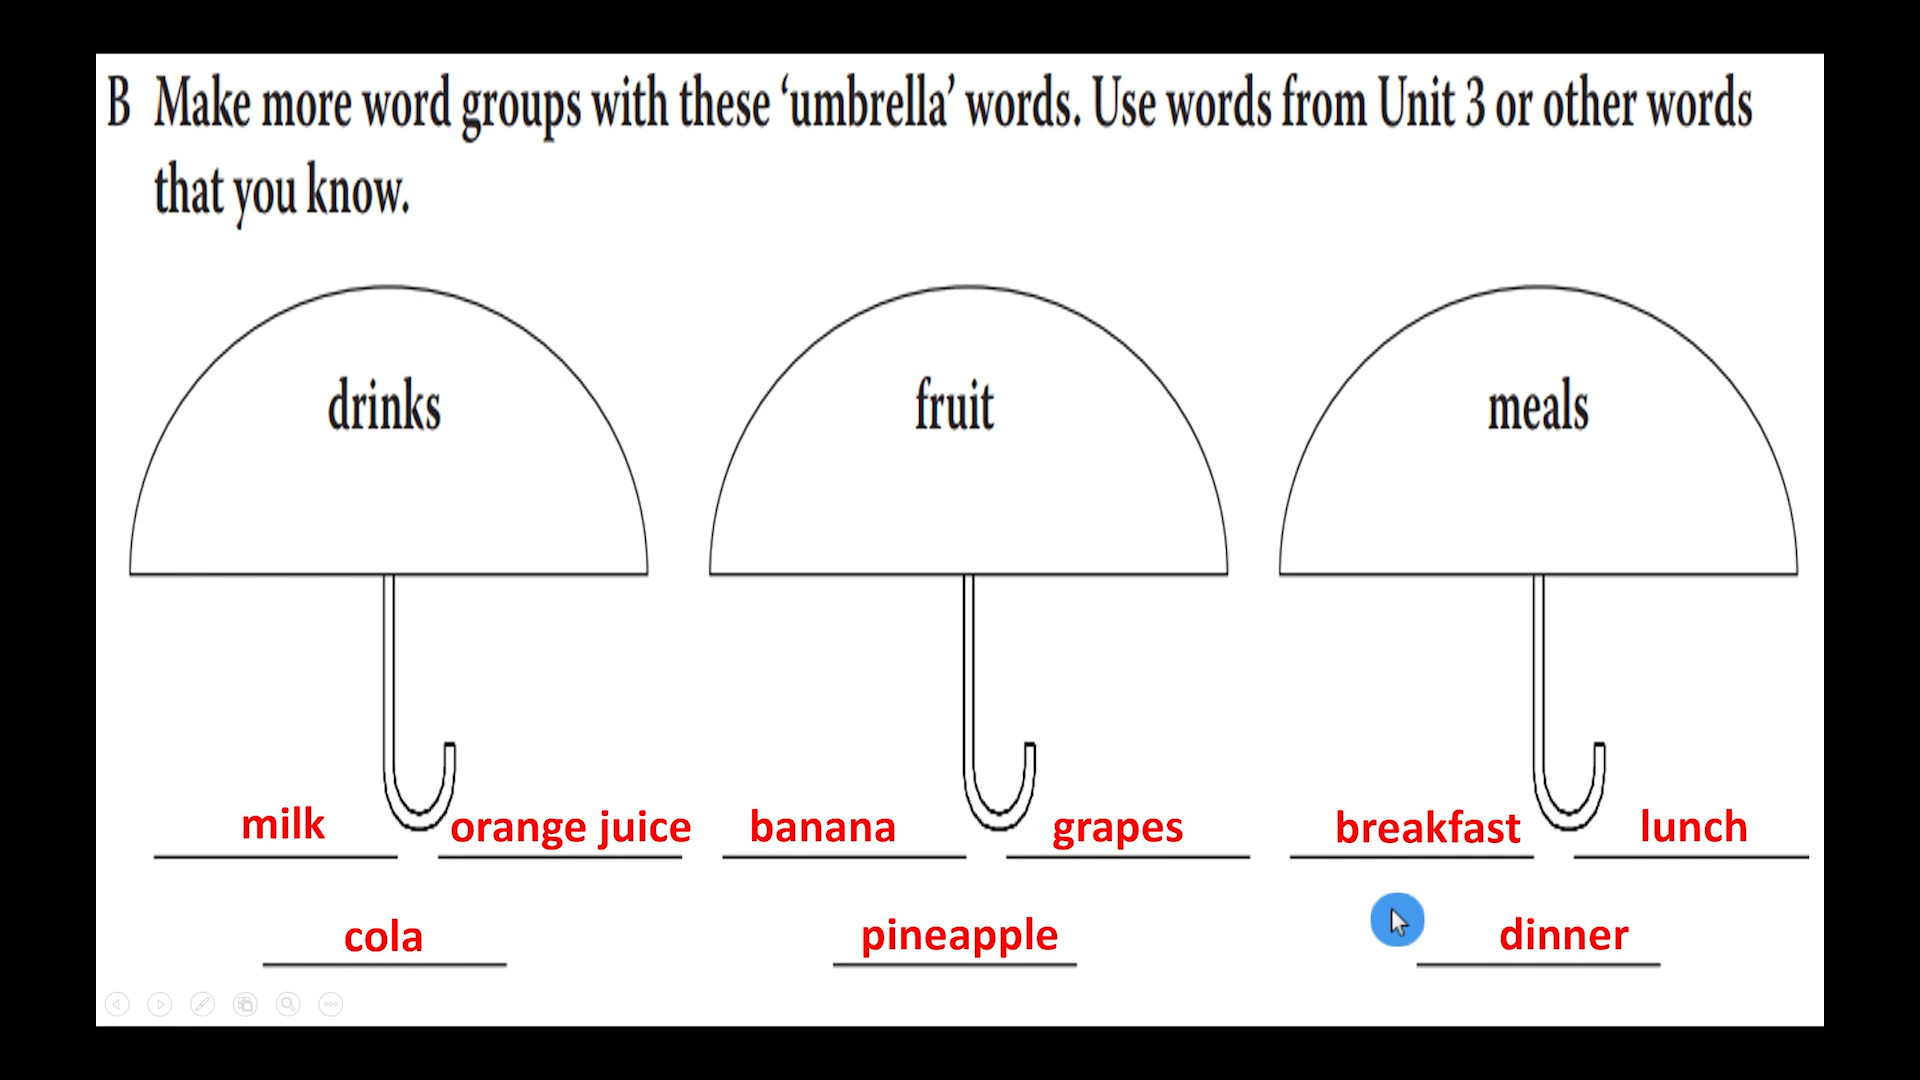 B Make more word groups with these ‘umbrella’ words. Use words from Unit 3 or other words
that you know.
drinks fruit meals
milk orange juice banana grapes breakfast lunch
cola pineapple dinner